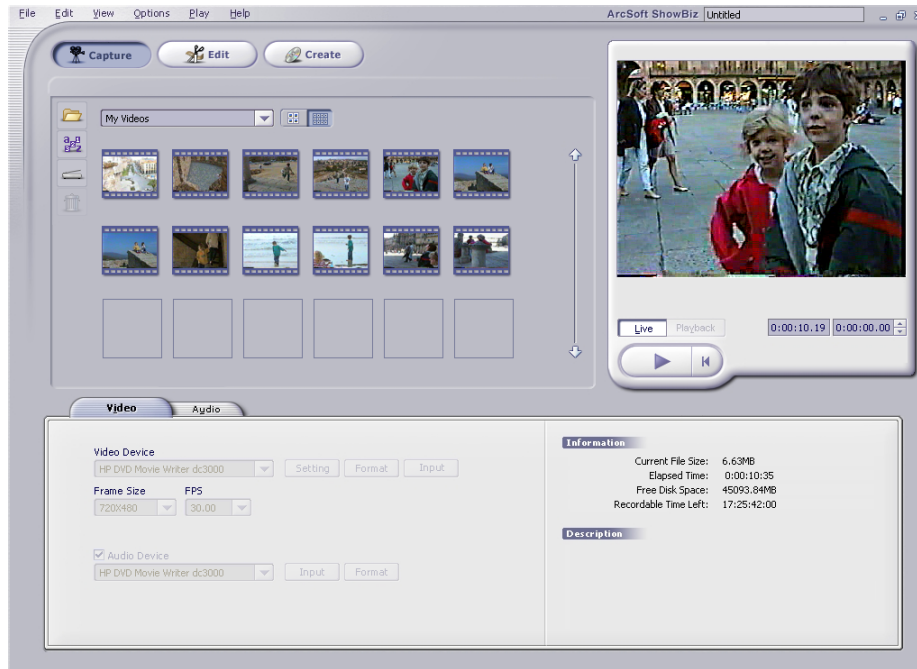 File Edit View Options Play Help ArcSoft ShowBiz Untitled
Capture Edit Create
My Videos
Live Playback 0:00:10.19 0:00:00.00
Video Audio
Video Device
HP DVD Movie Writer dc3000 Setting Format Input
Frame Size FPS
720X480 30.00
Audio Device
HP DVD Movie Writer dc3000 Input Format
Information
Current File Size: 6.63MB
Elapsed Time: 0:00:10:35
Free Disk Space: 45093.84MB
Recordable Time Left: 17:25:42:00
Description